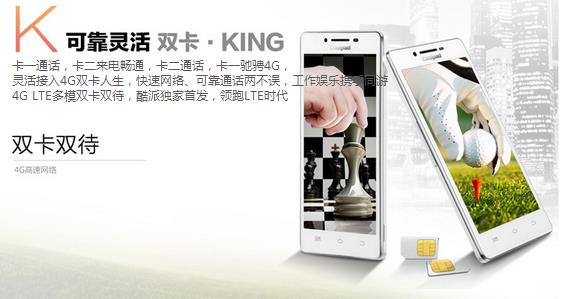 K 可靠灵活 双卡·KING
卡一通话，卡二来电畅通，卡二通话，卡一驰骋4G，
灵活接入4G双卡人生，快速网络、可靠通话两不误，工作娱乐携手同游
4G LTE多模双卡双待，酷派独家首发，领跑LTE时代
双卡双待
4G高速网络
Coolpad
Coolpad